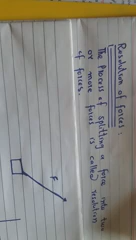 Resolution of forces
The process of splitting a force into two
or more forces is called resolution
of forces.
F